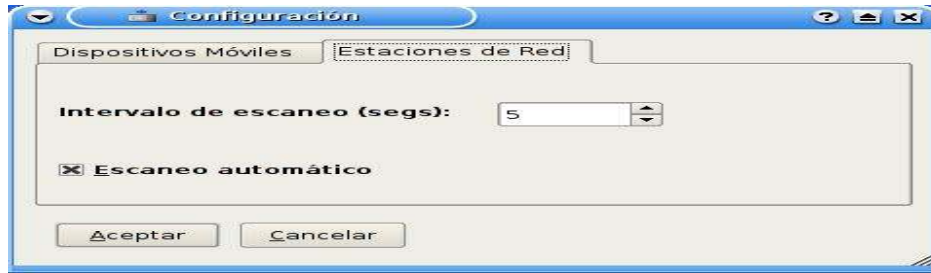 Configuración
Dispositivos Móviles Estaciones de Red
Intervalo de escaneo (segs): 5
Escaneo automático
Aceptar Cancelar